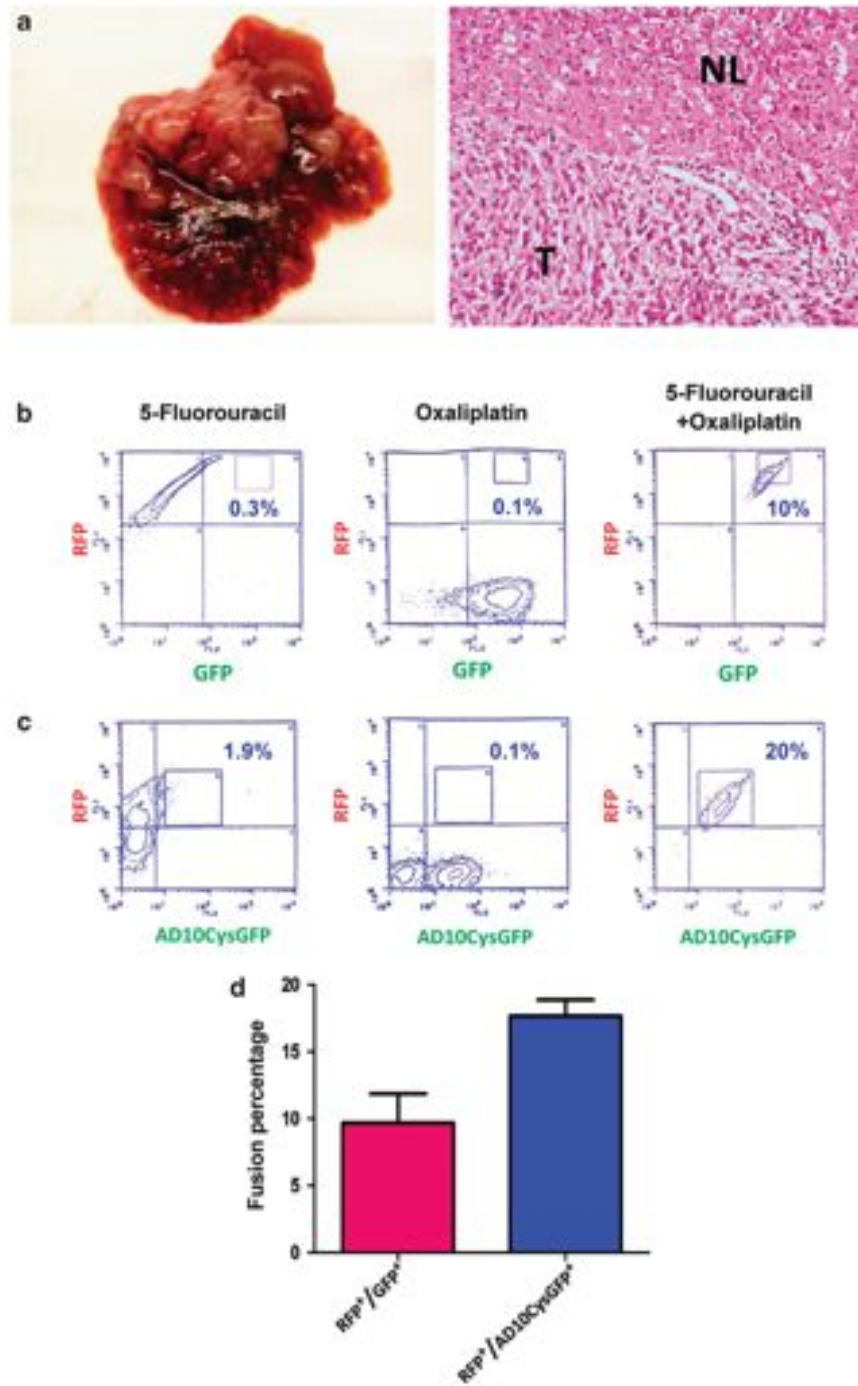 a
NL
T
b
5-Fluorouracil
Oxaliplatin
5-Fluorouracil
+Oxaliplatin
RFP
0.3%
GFP
RFP
0.1%
GFP
RFP
10%
GFP
c
RFP
1.9%
AD10CysGFP
RFP
0.1%
AD10CysGFP
RFP
20%
AD10CysGFP
d
Fusion percentage
20
15
10
5
0
RFP⁺/GFP⁺
RFP⁺/AD10CysGFP⁺